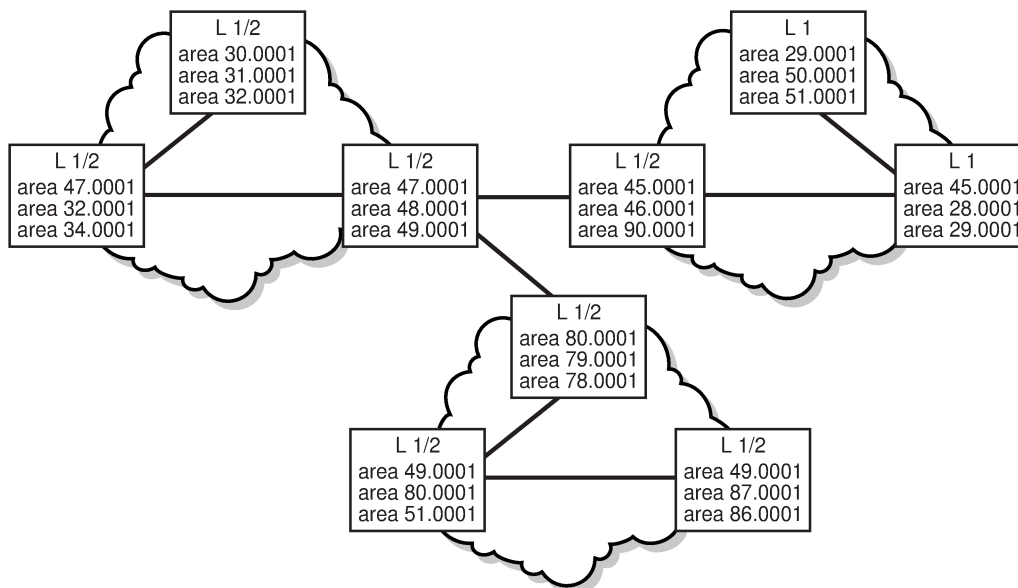 L 1/2
area 30.0001
area 31.0001
area 32.0001
L 1
area 29.0001
area 50.0001
area 51.0001
L 1/2
area 47.0001
area 32.0001
area 34.0001
L 1/2
area 47.0001
area 48.0001
area 49.0001
L 1/2
area 45.0001
area 46.0001
area 90.0001
L 1
area 45.0001
area 28.0001
area 29.0001
L 1/2
area 80.0001
area 79.0001
area 78.0001
L 1/2
area 49.0001
area 80.0001
area 51.0001
L 1/2
area 49.0001
area 87.0001
area 86.0001